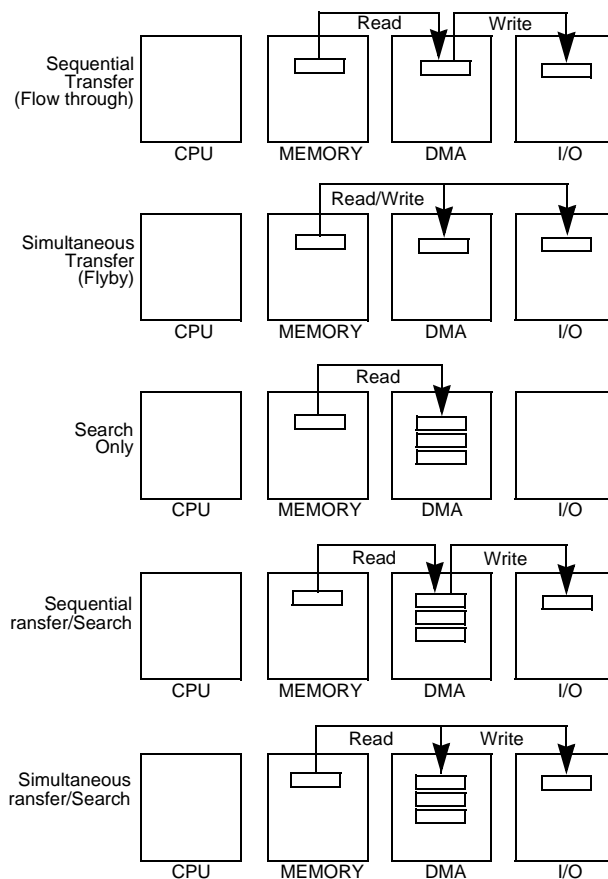 Read Write
Sequential
Transfer
(Flow through)
CPU MEMORY DMA I/O
Read/Write
Simultaneous
Transfer
(Flyby)
CPU MEMORY DMA I/O
Read
Search
Only
CPU MEMORY DMA I/O
Read Write
Sequential
ransfer/Search
CPU MEMORY DMA I/O
Read Write
Simultaneous
ransfer/Search
CPU MEMORY DMA I/O